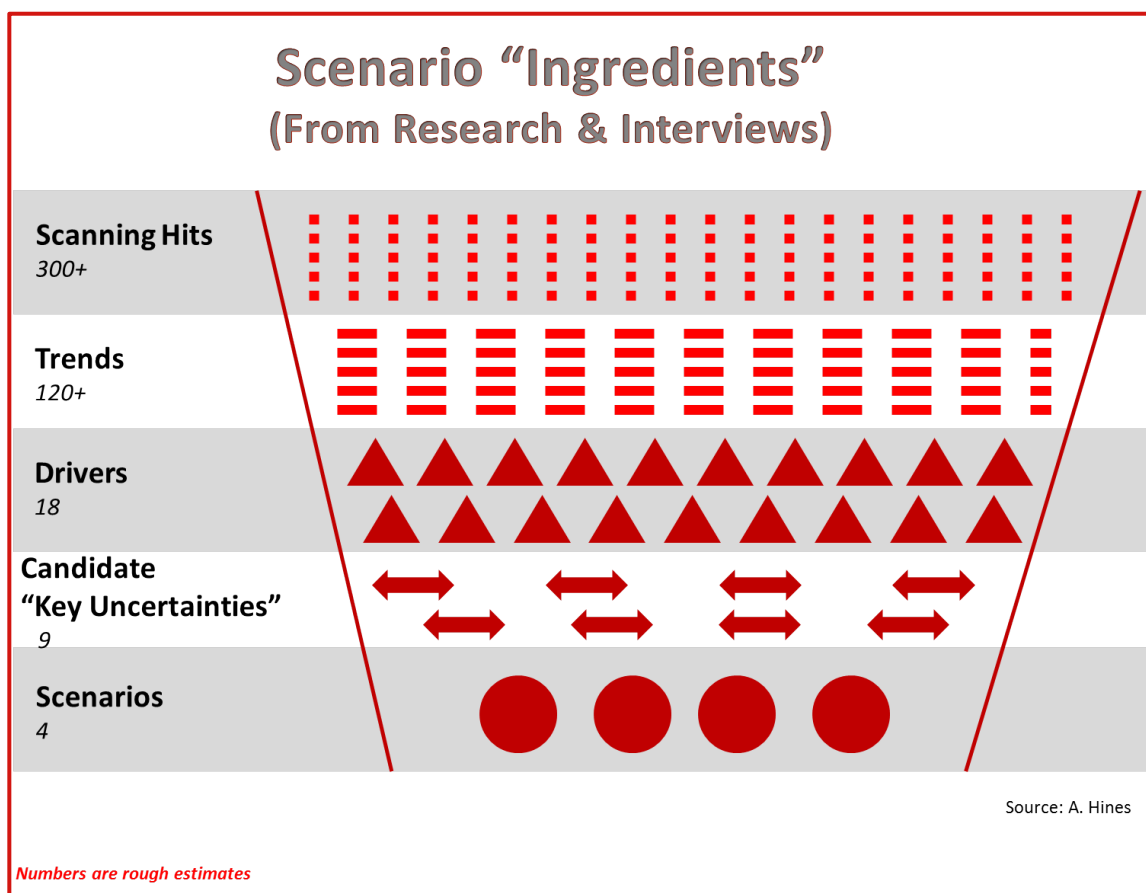 Scenario “Ingredients”
(From Research & Interviews)
Scanning Hits
300+
Trends
120+
Drivers
18
Candidate
“Key Uncertainties”
9
Scenarios
4
Source: A. Hines
Numbers are rough estimates